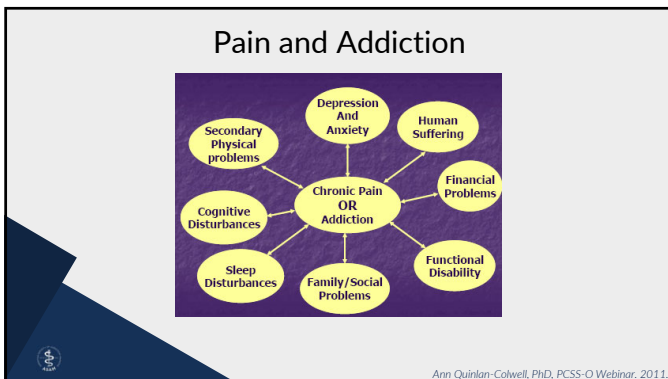 Pain and Addiction
Depression
And
Anxiety
Human
Suffering
Secondary
Physical
problems
Financial
Problems
Chronic Pain
OR
Addiction
Cognitive
Disturbances
Functional
Disability
Sleep
Disturbances
Family/Social
Problems
ASAM
Ann Quinlan-Colwell, PhD, PCSS-O Webinar. 2011.